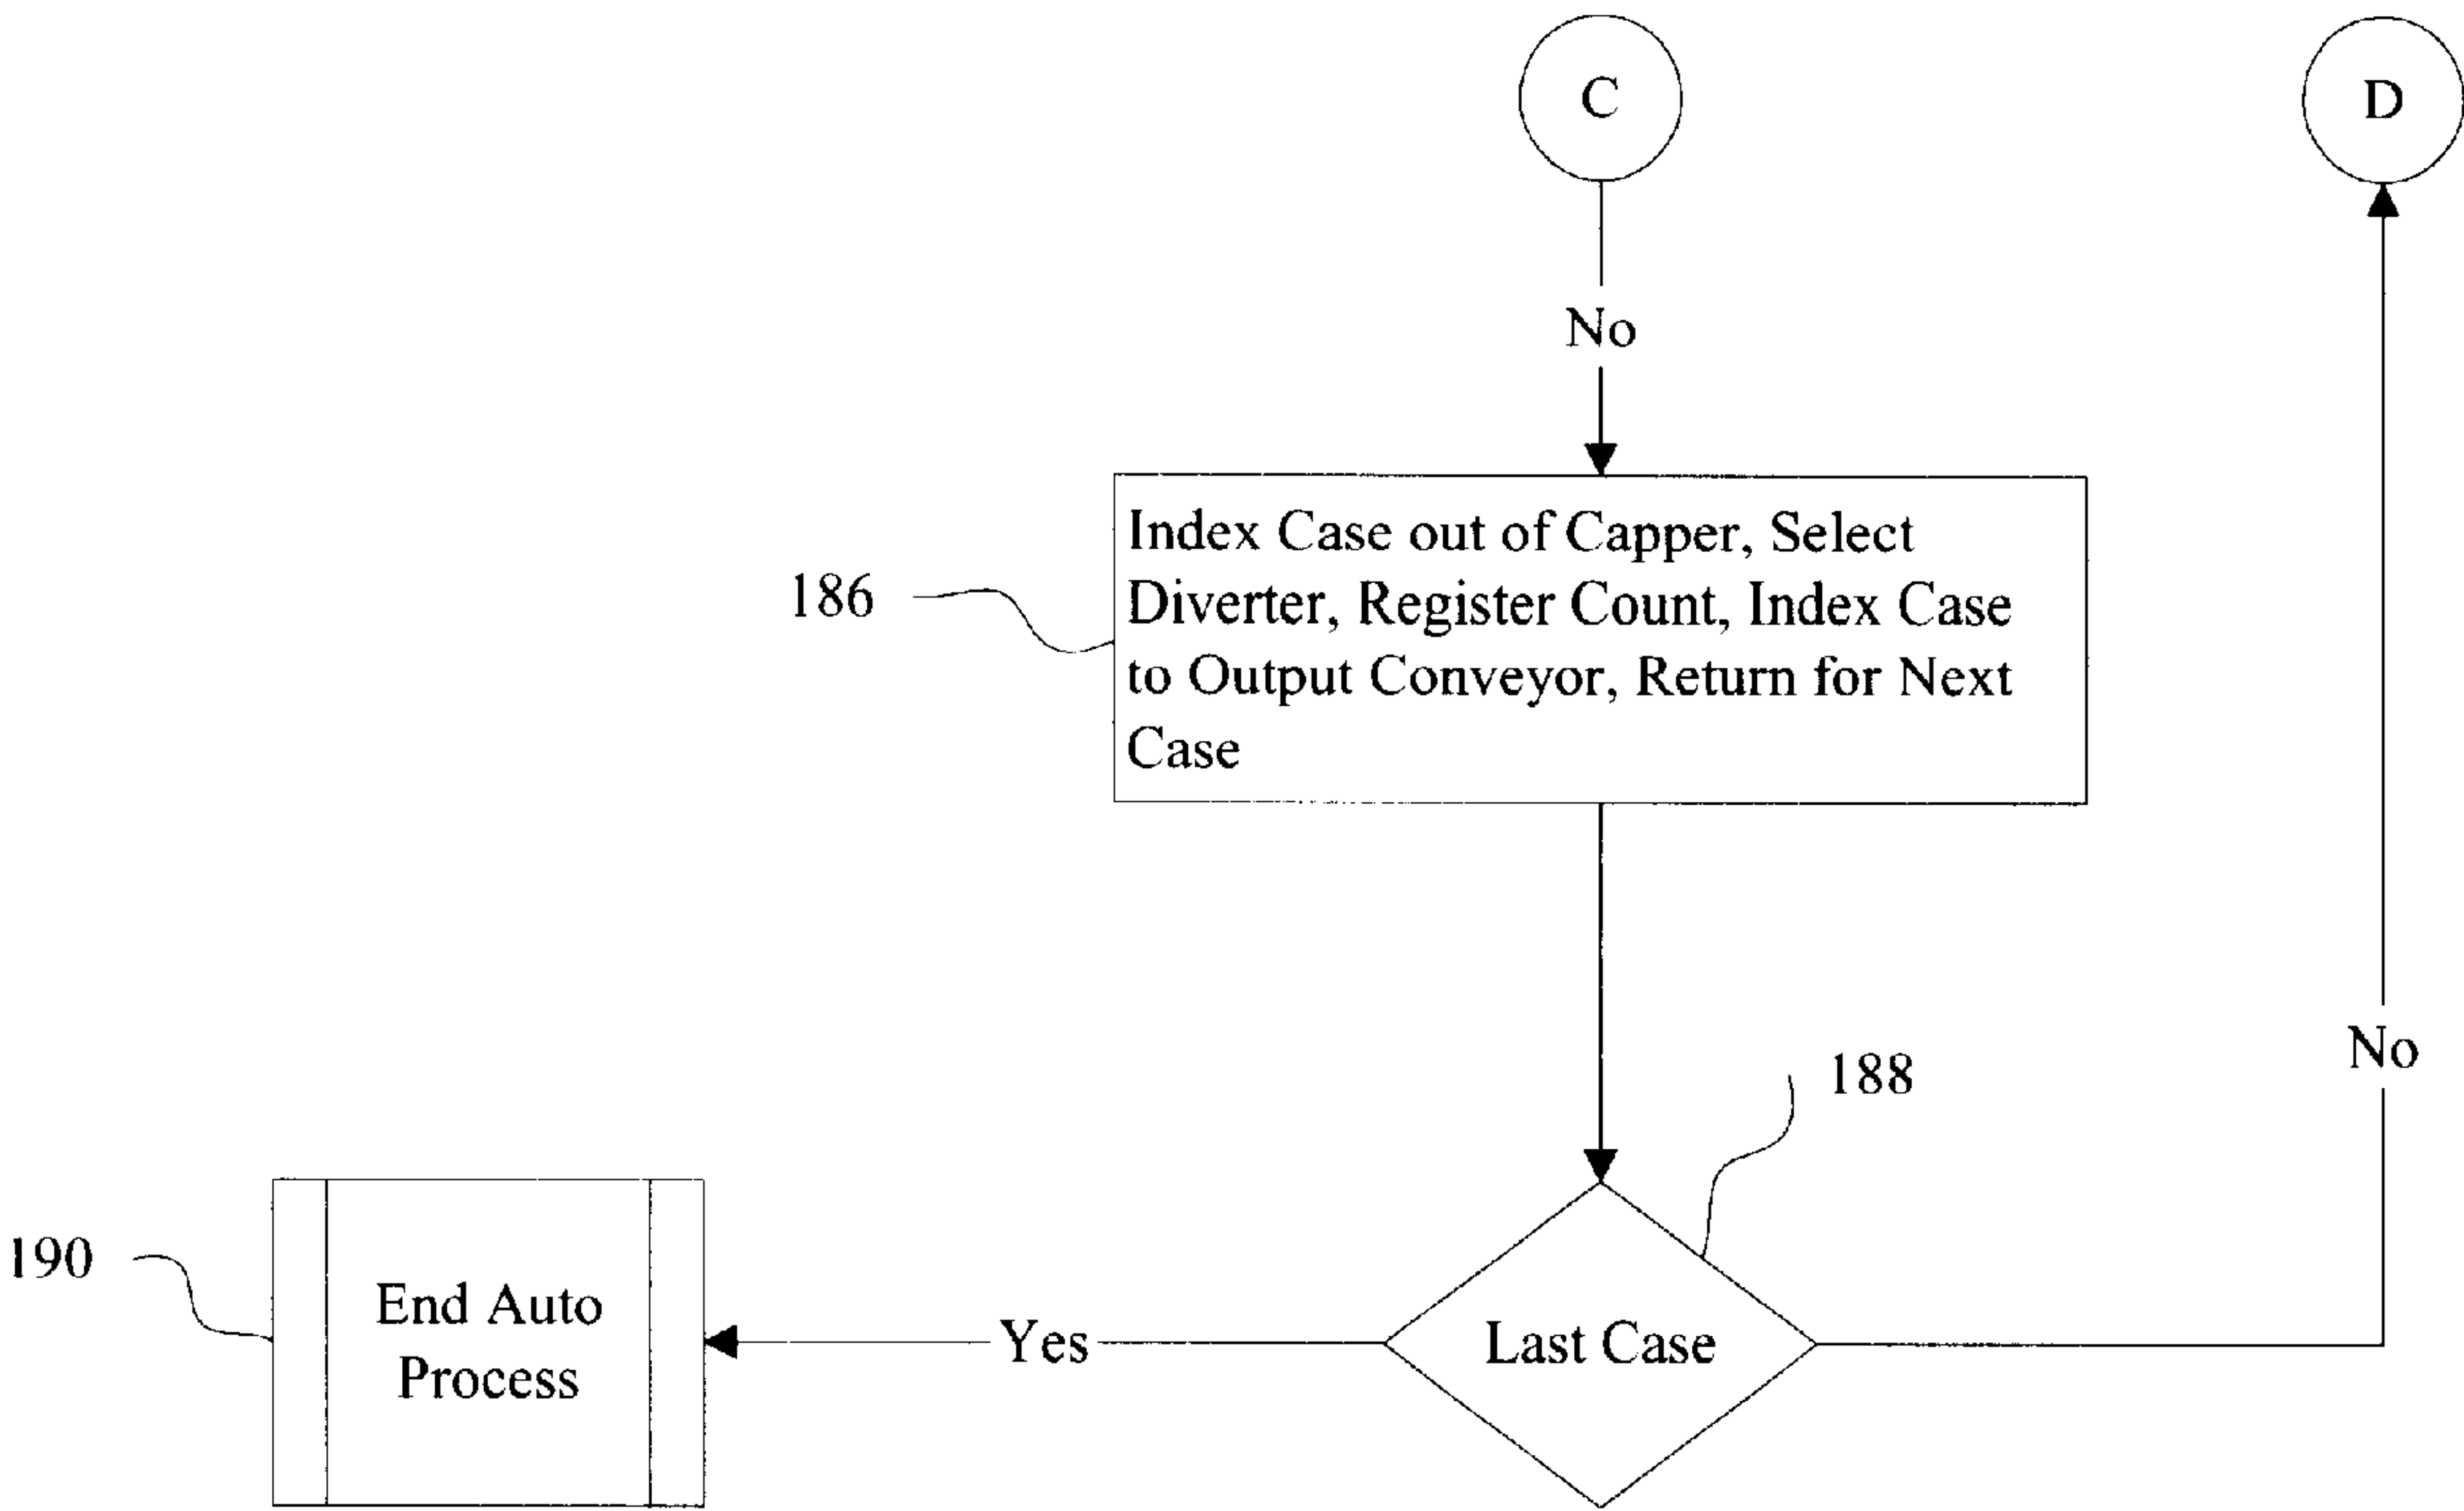 C
D
No
Index Case out of Capper, Select
Diverter, Register Count, Index Case
to Output Conveyor, Return for Next
Case
186
No
188
190
End Auto
Process
Yes
Last Case